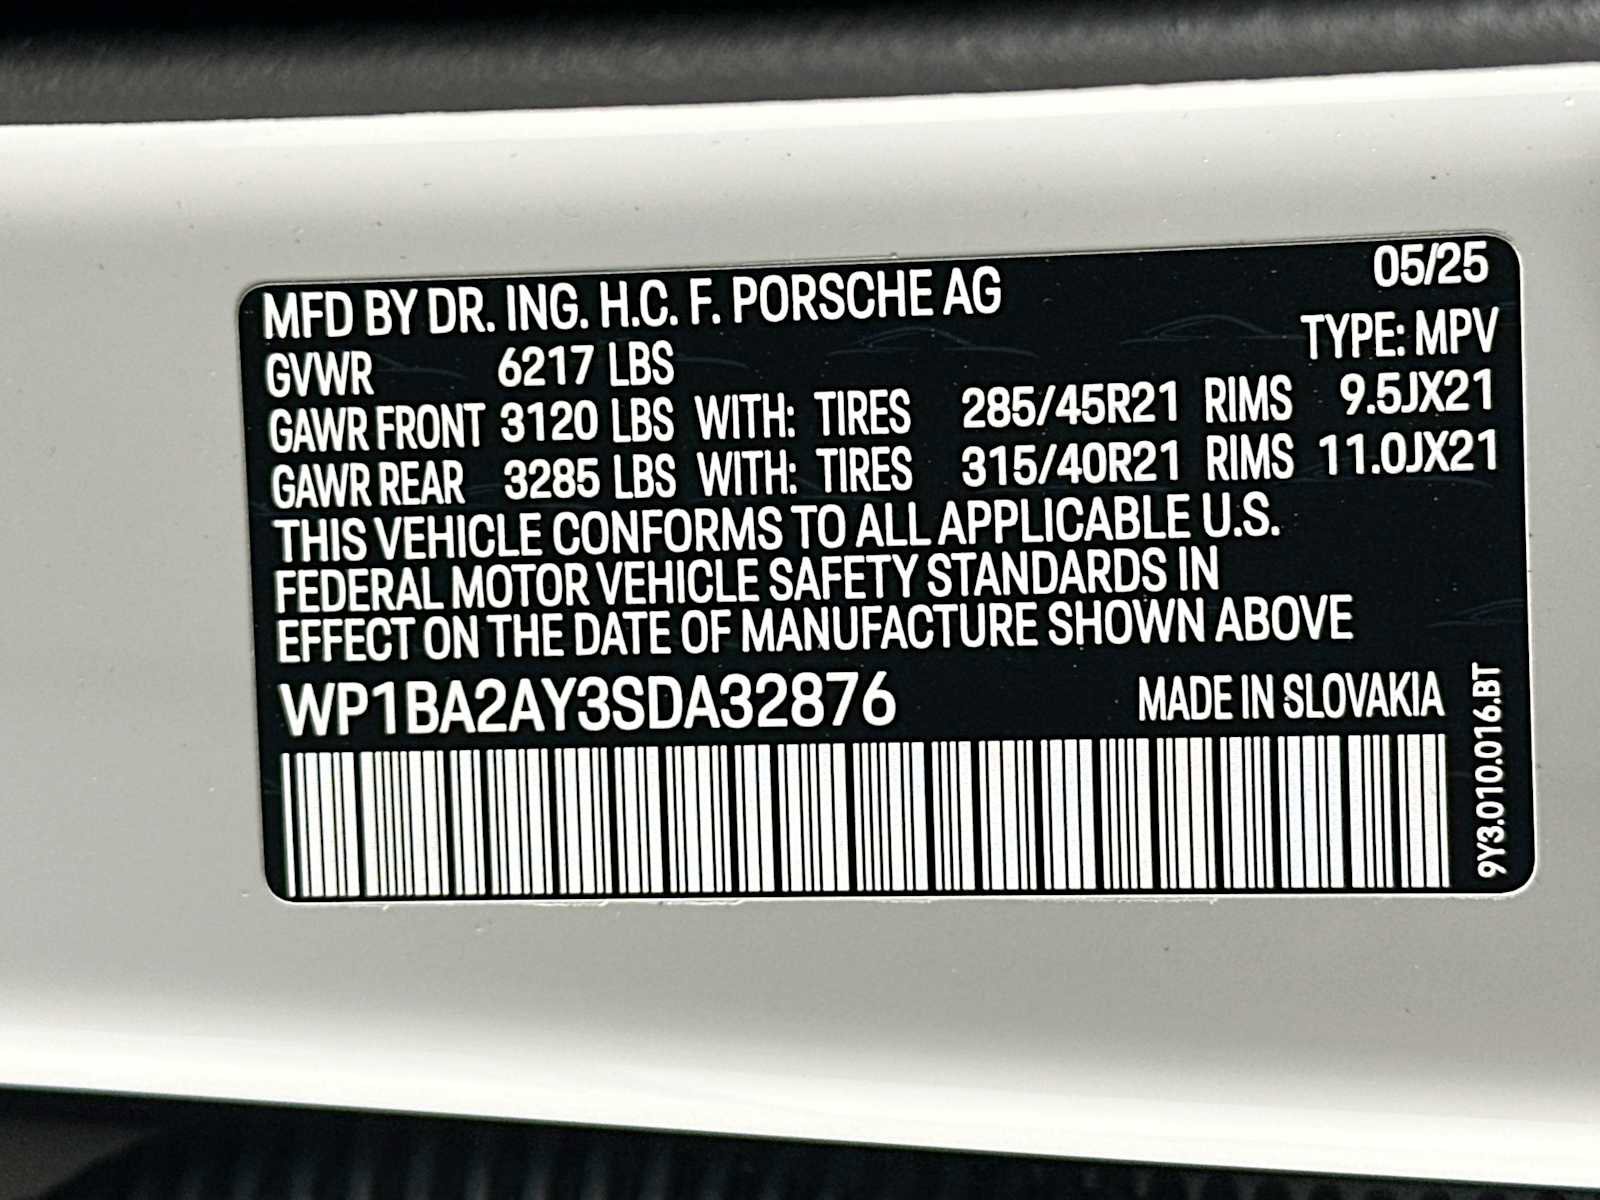 MFD BY DR. ING. H.C. F. PORSCHE AG 05/25
GVWR 6217 LBS TYPE: MPV
GAWR FRONT 3120 LBS WITH: TIRES 285/45R21 RIMS 9.5JX21
GAWR REAR 3285 LBS WITH: TIRES 315/40R21 RIMS 11.0JX21
THIS VEHICLE CONFORMS TO ALL APPLICABLE U.S.
FEDERAL MOTOR VEHICLE SAFETY STANDARDS IN
EFFECT ON THE DATE OF MANUFACTURE SHOWN ABOVE
WP1BA2AY3SDA32876 MADE IN SLOVAKIA
9Y3.010.016.BT